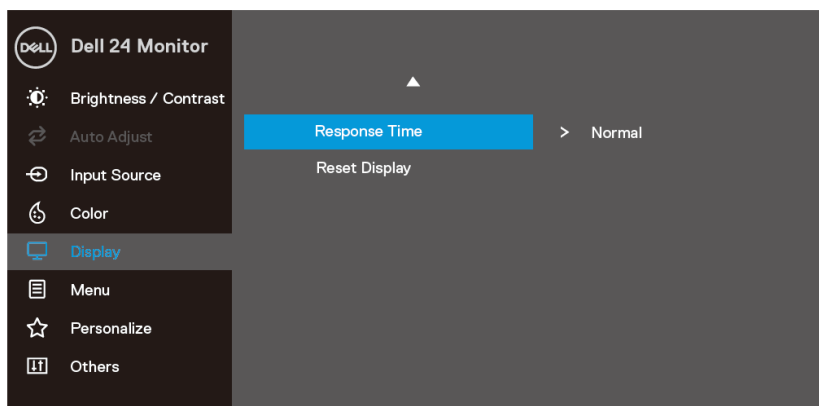 DELL Dell 24 Monitor
Brightness / Contrast
Auto Adjust
Response Time > Normal
Input Source
Reset Display
Color
Display
Menu
Personalize
Others